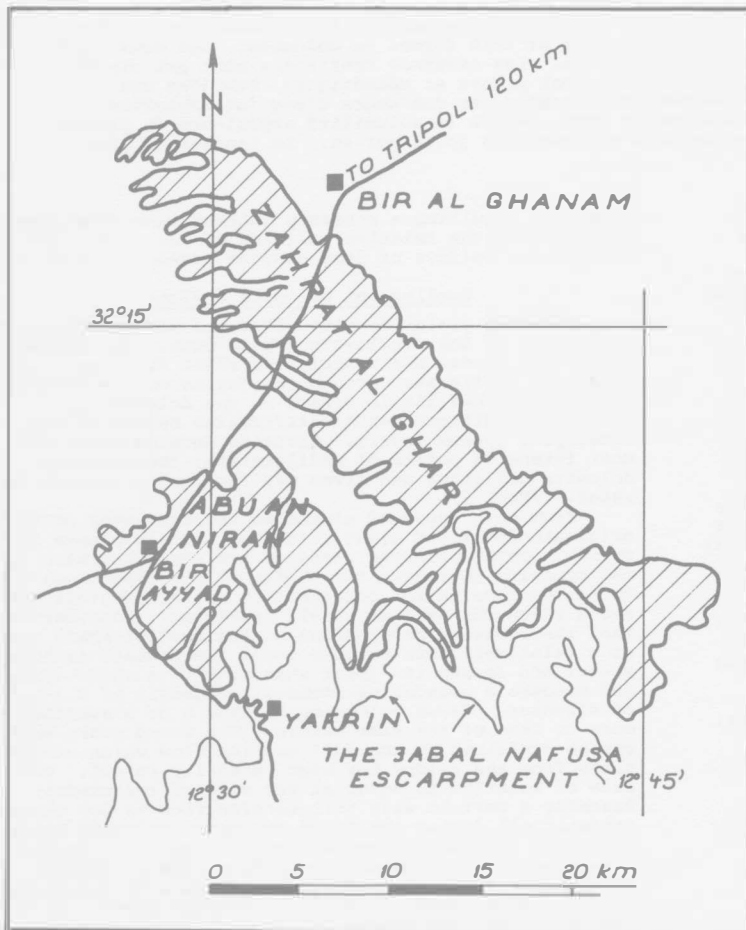 N
TO TRIPOLI 120 km
BIR AL GHANAM
NAHRAT AL GHAR
32°15'
ABU AN
NIRAN
BIR
AYYAD
YAFRIN
THE JABAL NAFUSA
ESCARPMENT
12°30'
12°45'
0 5 10 15 20 km